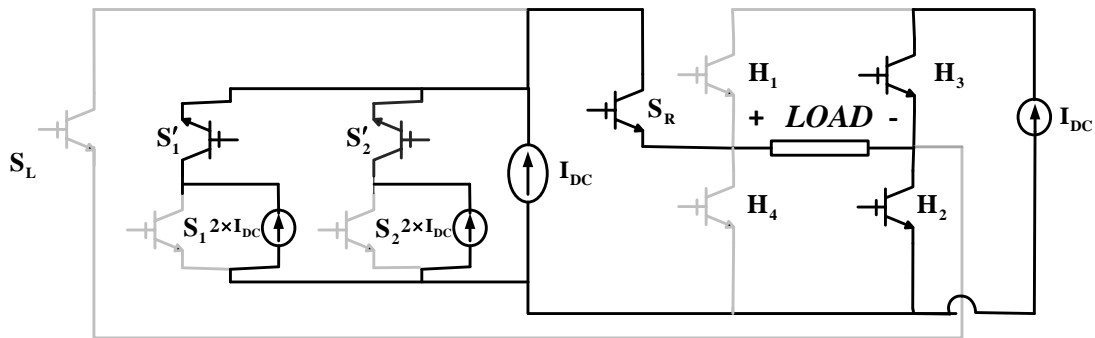 S_L
S′_1
S_1
2×I_DC
S′_2
S_2
2×I_DC
I_DC
S_R
H_1
H_3
+ LOAD -
H_4
H_2
I_DC